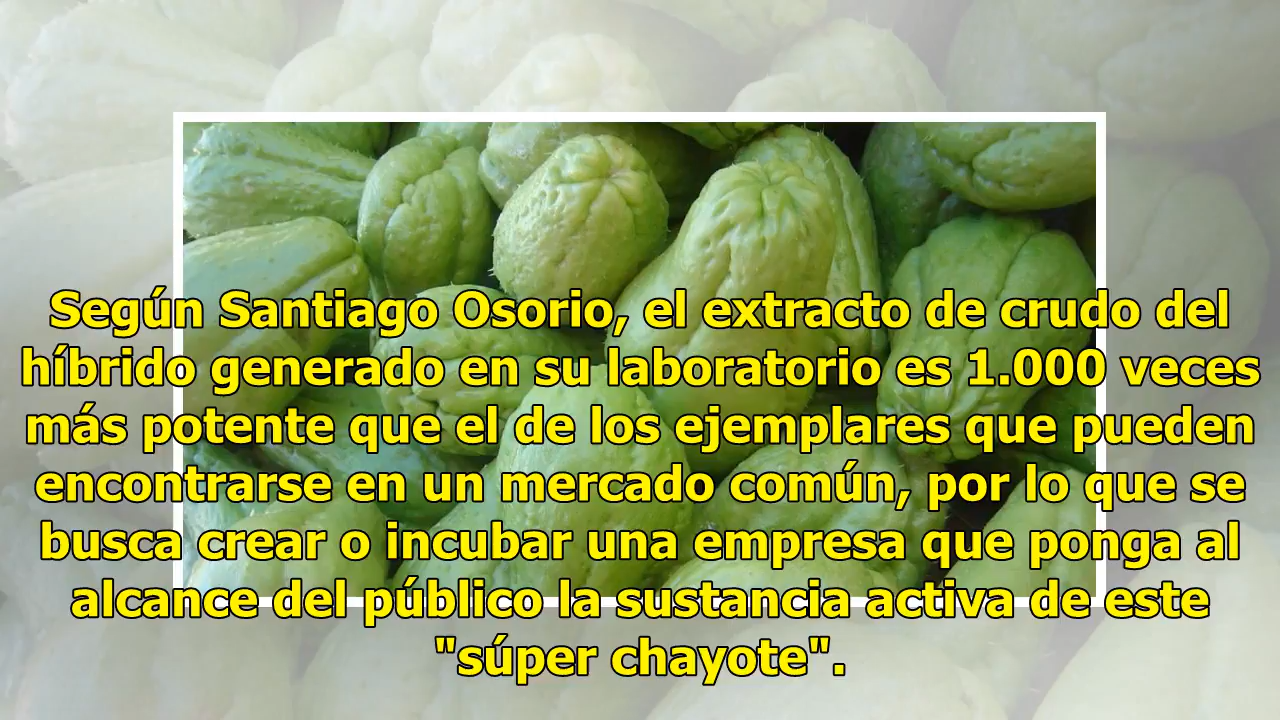 Según Santiago Osorio, el extracto de crudo del
híbrido generado en su laboratorio es 1.000 veces
más potente que el de los ejemplares que pueden
encontrarse en un mercado común, por lo que se
busca crear o incubar una empresa que ponga al
alcance del público la sustancia activa de este
"súper chayote".